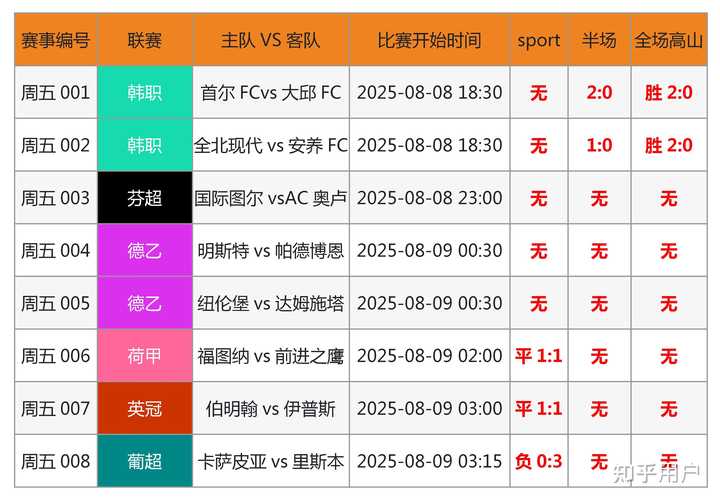 赛事编号 联赛 主队 VS 客队 比赛开始时间 sport 半场 全场高山
周五 001 韩职 首尔 FCvs 大邱 FC 2025-08-08 18:30 无 2:0 胜 2:0
周五 002 韩职 全北现代 vs 安养 FC 2025-08-08 18:30 无 1:0 胜 2:0
周五 003 芬超 国际图尔 vsAC 奥卢 2025-08-08 23:00 无 无 无
周五 004 德乙 明斯特 vs 帕德博恩 2025-08-09 00:30 无 无 无
周五 005 德乙 纽伦堡 vs 达姆施塔 2025-08-09 00:30 无 无 无
周五 006 荷甲 福图纳 vs 前进之鹰 2025-08-09 02:00 平 1:1 无 无
周五 007 英冠 伯明翰 vs 伊普斯 2025-08-09 03:00 平 1:1 无 无
周五 008 葡超 卡萨皮亚 vs 里斯本 2025-08-09 03:15 负 0:3 无 无
知乎用户